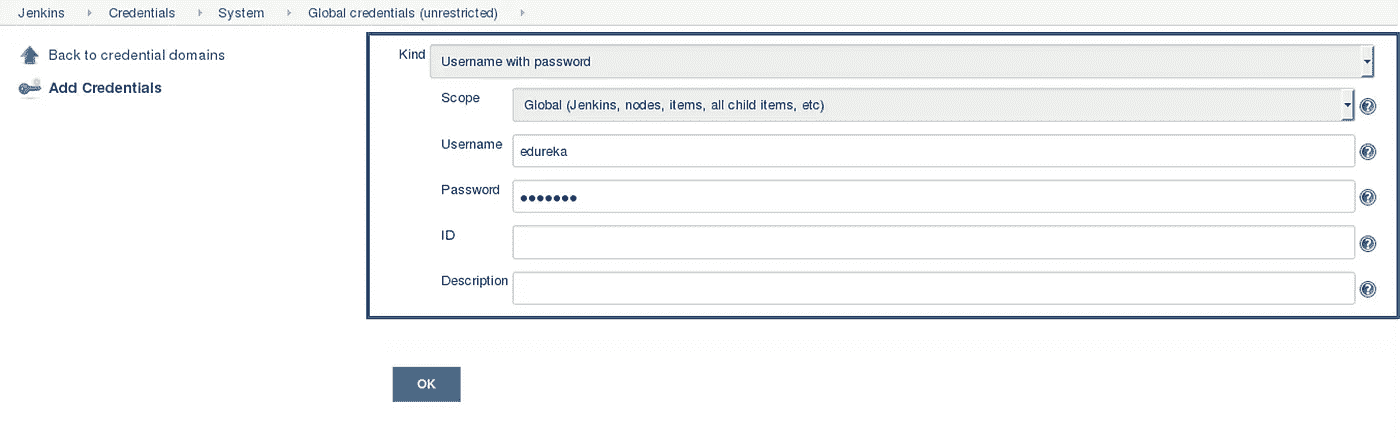 Jenkins Credentials System Global credentials (unrestricted)
Back to credential domains
Add Credentials
Kind Username with password
Scope Global (Jenkins, nodes, items, all child items, etc)
Username edureka
Password •••••••
ID
Description
OK